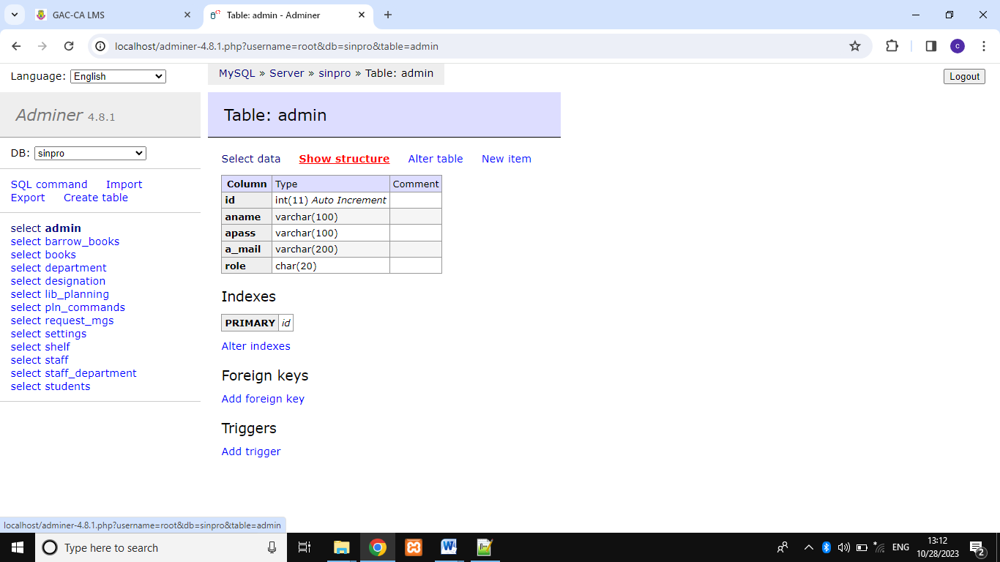 GAC-CA LMS
Table: admin - Adminer
localhost/adminer-4.8.1.php?username=root&db=sinpro&table=admin
c
Language: English
MySQL » Server » sinpro » Table: admin
Logout
Adminer 4.8.1
Table: admin
DB: sinpro
Select data Show structure Alter table New item
SQL command Import
Export Create table
Column Type Comment
id int(11) Auto Increment
aname varchar(100)
apass varchar(100)
a_mail varchar(200)
role char(20)
select admin
select barrow_books
select books
select department
select designation
select lib_planning
select pln_commands
select request_mgs
select settings
select shelf
select staff
select staff_department
select students
Indexes
PRIMARY id
Alter indexes
Foreign keys
Add foreign key
Triggers
Add trigger
localhost/adminer-4.8.1.php?username=root&db=sinpro&table=admin
Type here to search
ENG
13:12
10/28/2023
2